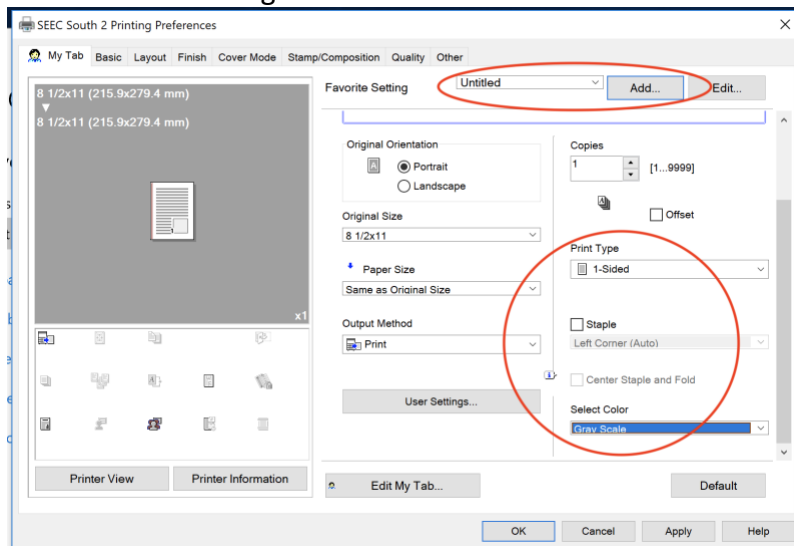 SEEC South 2 Printing Preferences
My Tab Basic Layout Finish Cover Mode Stamp/Composition Quality Other
8 1/2x11 (215.9x279.4 mm)
8 1/2x11 (215.9x279.4 mm)
x1
Printer View Printer Information
Favorite Setting Untitled Add... Edit...
Original Orientation
Portrait
Landscape
Original Size
8 1/2x11
Paper Size
Same as Original Size
Output Method
Print
User Settings...
Copies
1 [1...9999]
Offset
Print Type
1-Sided
Staple
Left Corner (Auto)
Center Staple and Fold
Select Color
Gray Scale
Edit My Tab... Default
OK Cancel Apply Help